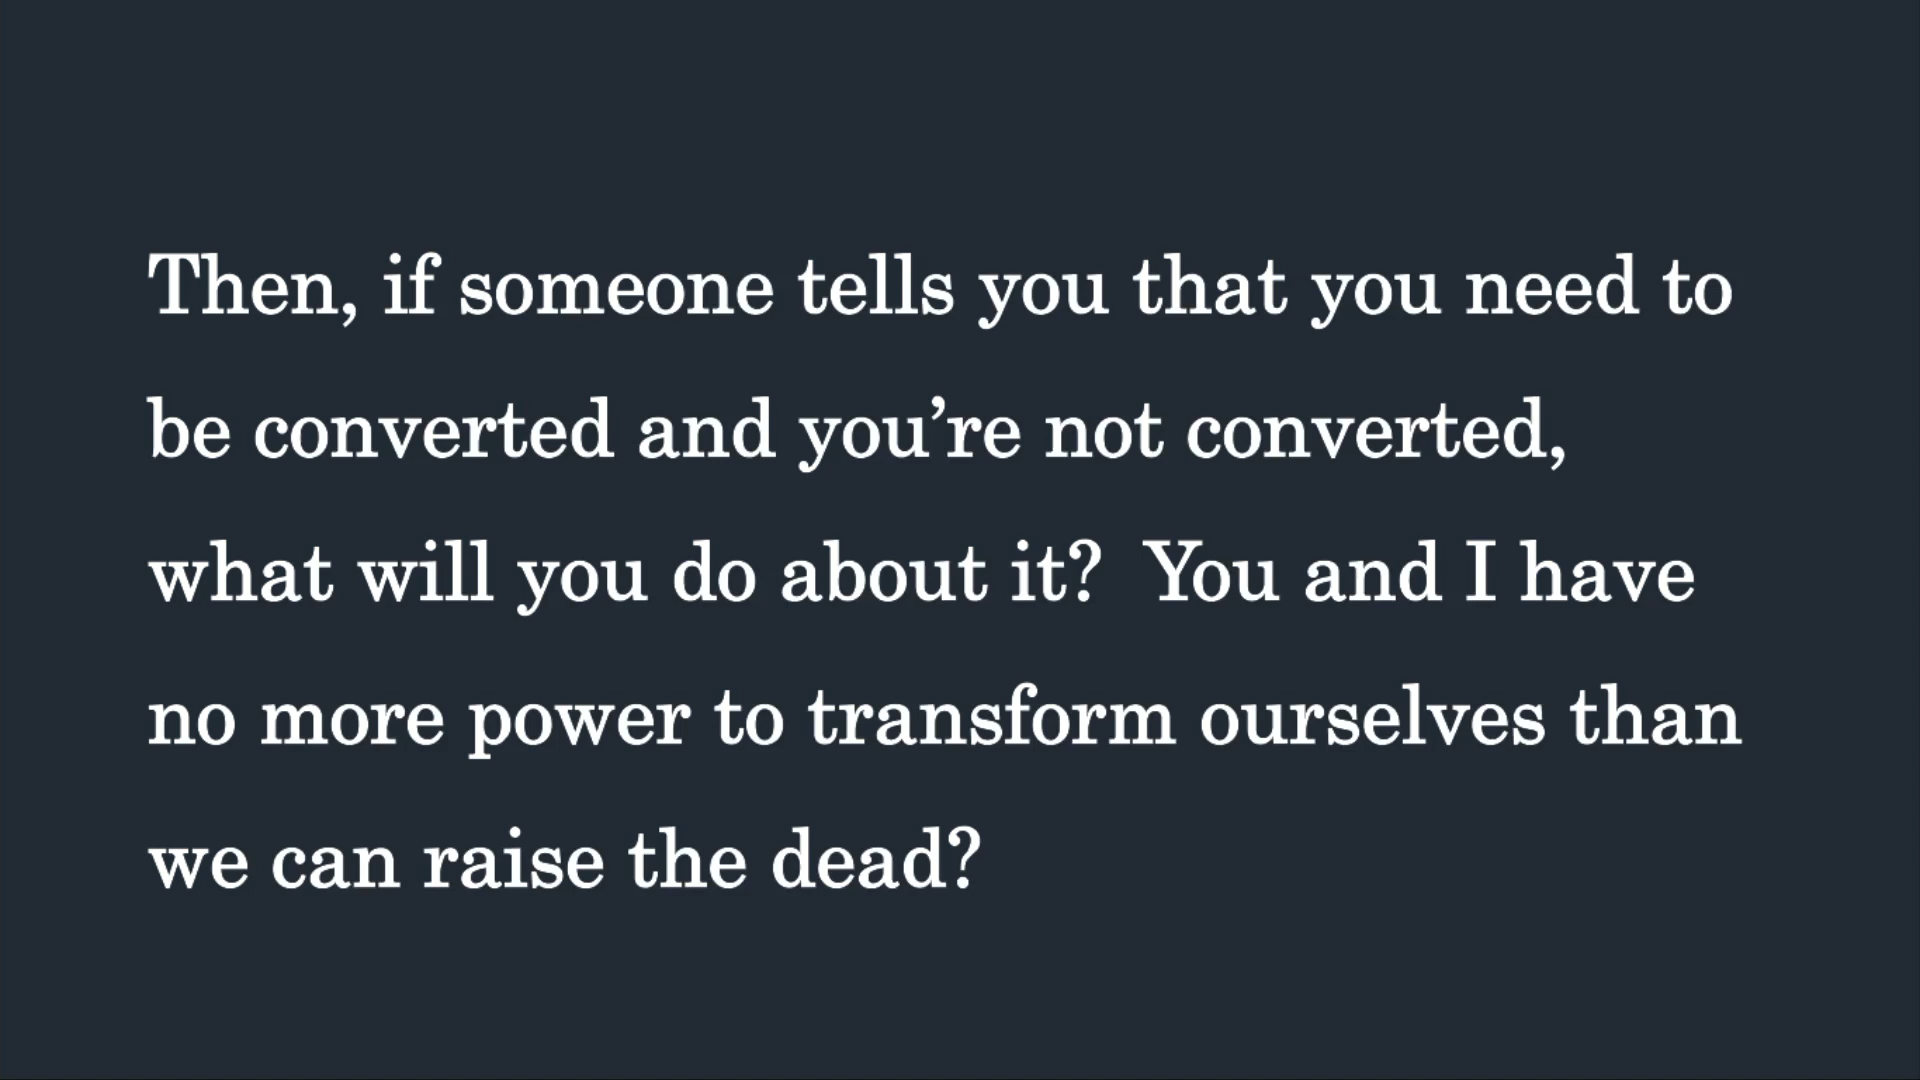 Then, if someone tells you that you need to
be converted and you’re not converted,
what will you do about it?  You and I have
no more power to transform ourselves than
we can raise the dead?